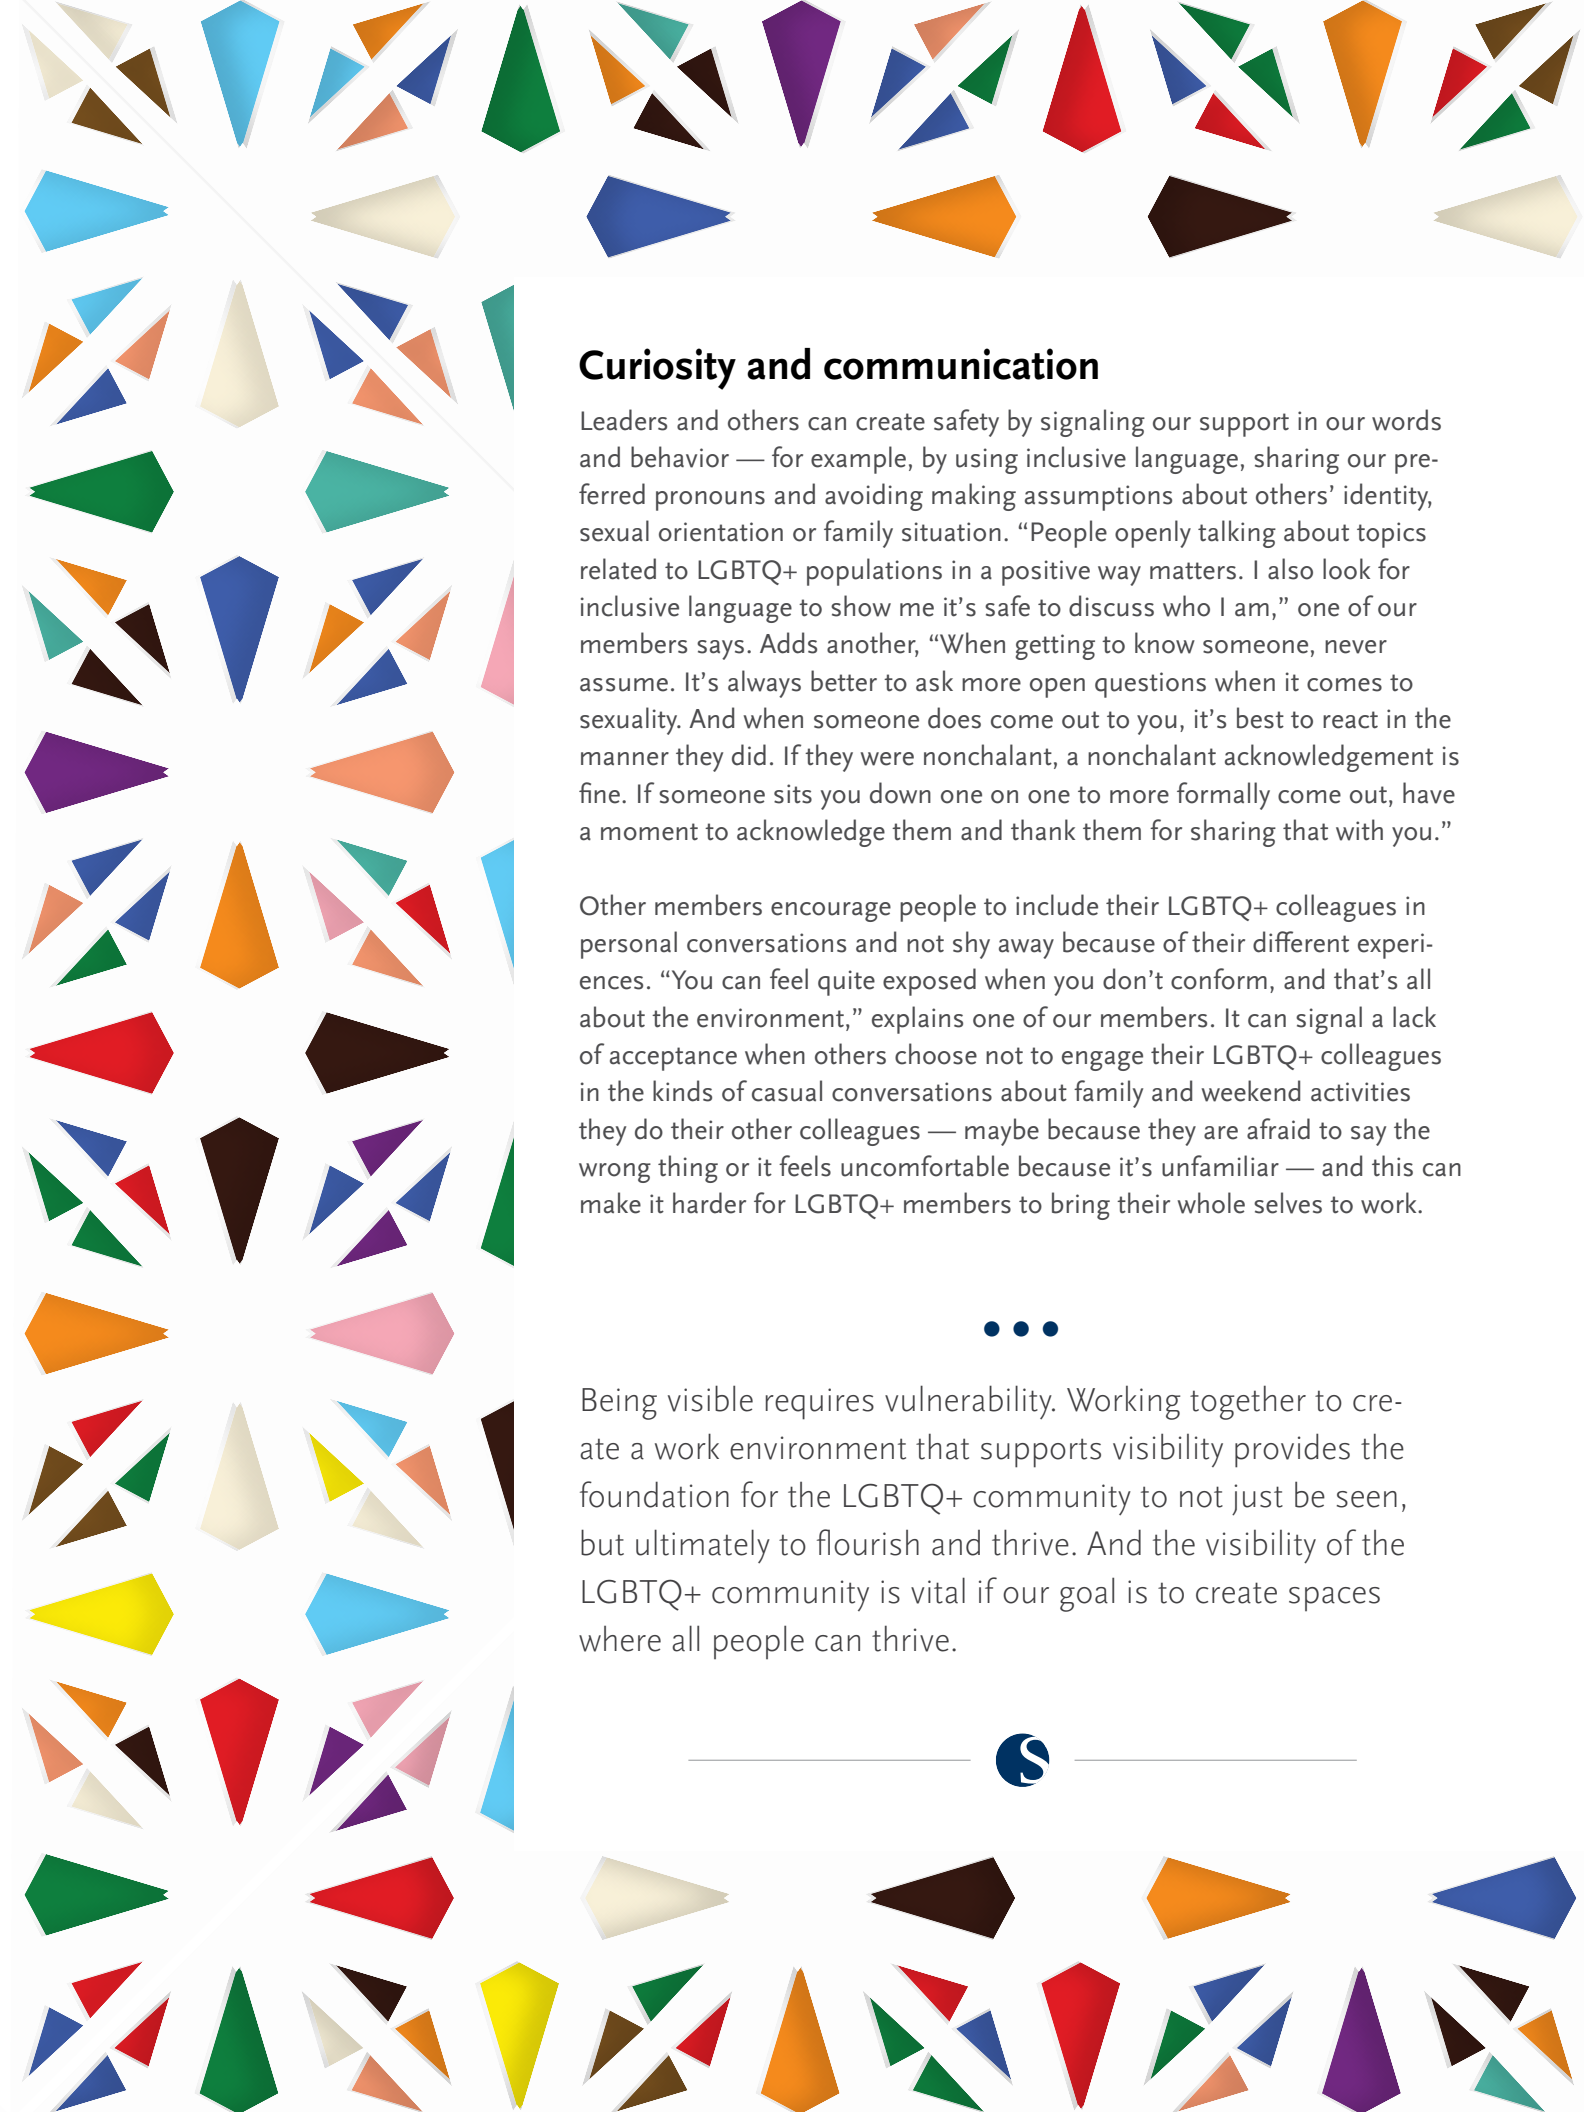 Curiosity and communication
Leaders and others can create safety by signaling our support in our words
and behavior — for example, by using inclusive language, sharing our pre-
ferred pronouns and avoiding making assumptions about others’ identity,
sexual orientation or family situation. “People openly talking about topics
related to LGBTQ+ populations in a positive way matters. I also look for
inclusive language to show me it’s safe to discuss who I am,” one of our
members says. Adds another, “When getting to know someone, never
assume. It’s always better to ask more open questions when it comes to
sexuality. And when someone does come out to you, it’s best to react in the
manner they did. If they were nonchalant, a nonchalant acknowledgement is
fine. If someone sits you down one on one to more formally come out, have
a moment to acknowledge them and thank them for sharing that with you.”
Other members encourage people to include their LGBTQ+ colleagues in
personal conversations and not shy away because of their different experi-
ences. “You can feel quite exposed when you don’t conform, and that’s all
about the environment,” explains one of our members. It can signal a lack
of acceptance when others choose not to engage their LGBTQ+ colleagues
in the kinds of casual conversations about family and weekend activities
they do their other colleagues — maybe because they are afraid to say the
wrong thing or it feels uncomfortable because it’s unfamiliar — and this can
make it harder for LGBTQ+ members to bring their whole selves to work.
Being visible requires vulnerability. Working together to cre-
ate a work environment that supports visibility provides the
foundation for the LGBTQ+ community to not just be seen,
but ultimately to flourish and thrive. And the visibility of the
LGBTQ+ community is vital if our goal is to create spaces
where all people can thrive.
S